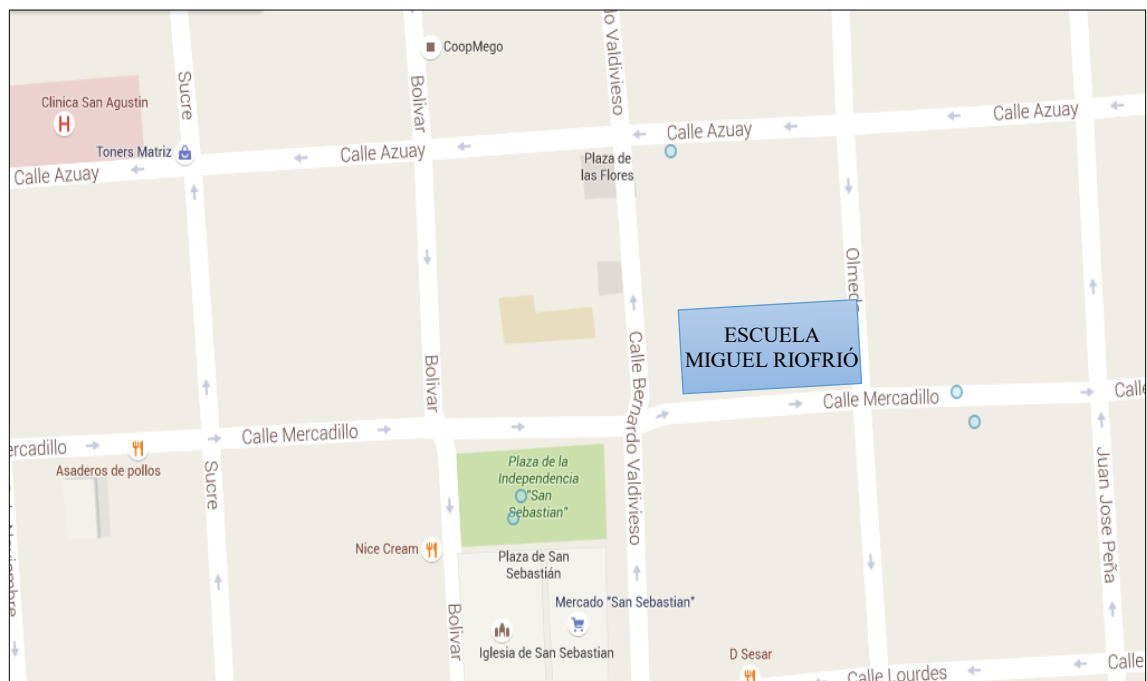 CoopMego
Sucre
Bolivar
do Valdivieso
Clinica San Agustin
H
Toners Matriz
Calle Azuay
Calle Azuay
Calle Azuay
Calle Azuay
Plaza de
las Flores
Olmedo
ESCUELA
MIGUEL RIOFRIÓ
Bolivar
Calle Bernardo Valdivieso
Calle Mercadillo
Calle
ercadillo
Calle Mercadillo
Asaderos de pollos
Sucre
Plaza de la
Independencia
"San
Sebastian"
Juan Jose Peña
Nice Cream
Plaza de San
Sebastián
Mercado "San Sebastian"
Bolivar
Iglesia de San Sebastian
D Sesar
Calle Lourdes
Calle